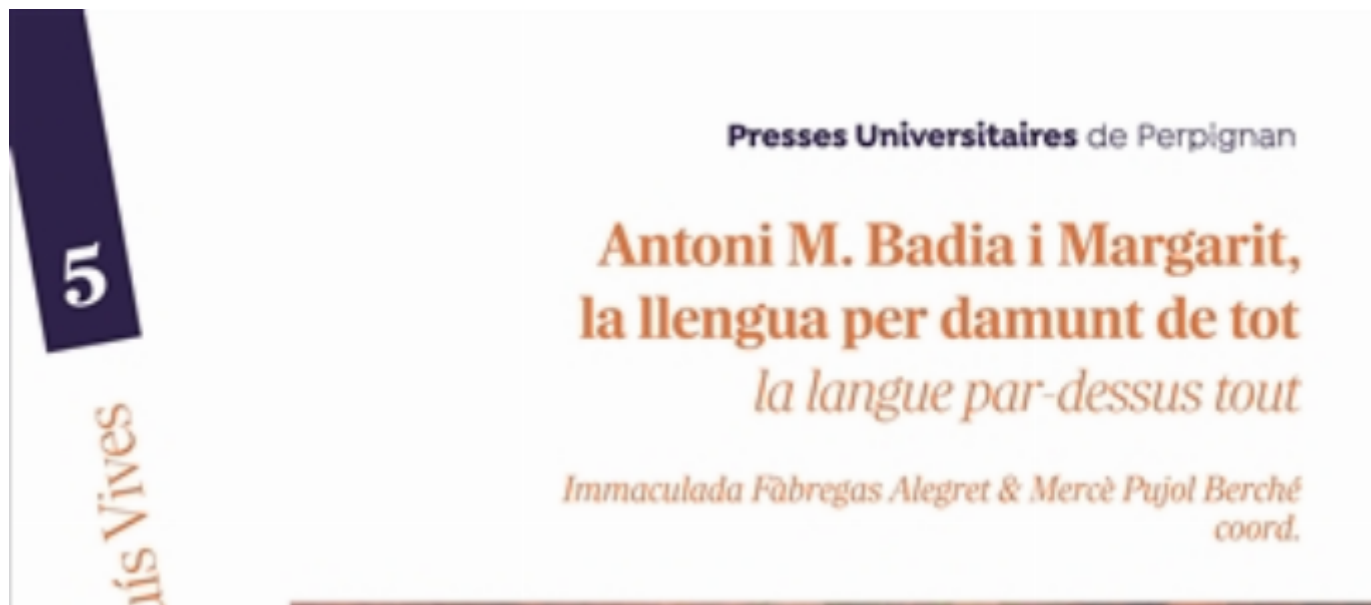 Presses Universitaires de Perpignan
Antoni M. Badia i Margarit,
la llengua per damunt de tot
la langue par-dessus tout
Immaculada Fàbregas Alegret & Mercè Pujol Berché
coord.
5
Vives